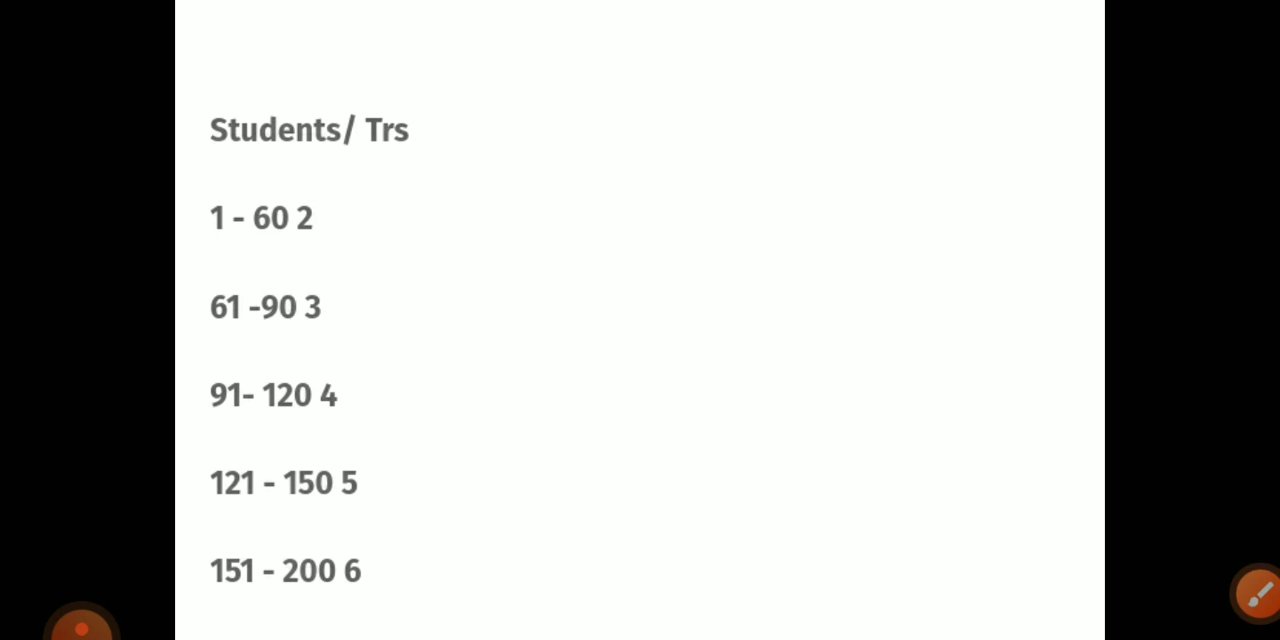 Students/ Trs
1 - 60 2
61 -90 3
91- 120 4
121 - 150 5
151 - 200 6